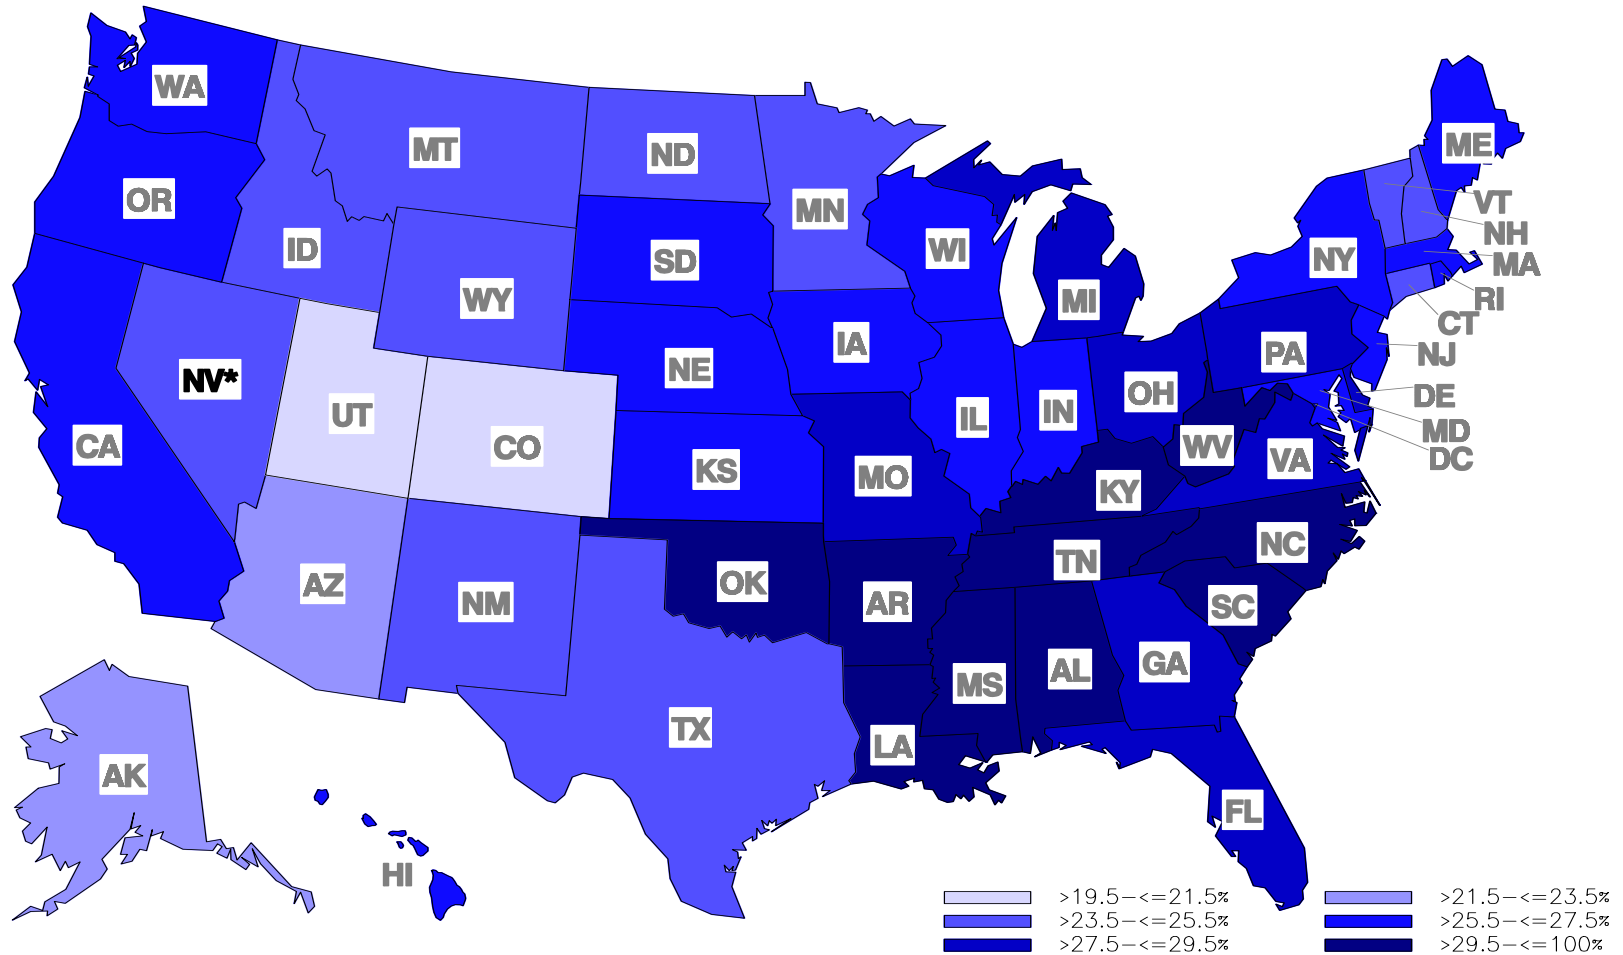 WA
ME
MT
ND
VT
OR
MN
NH
ID
WI
NY
MA
SD
WY
MI
RI
CT
IA
PA
NJ
NE
NV*
OH
DE
UT
IL
IN
MD
CA
CO
WV
VA
DC
KS
MO
KY
NC
TN
OK
AZ
NM
AR
SC
GA
AL
MS
TX
LA
AK
FL
HI
>19.5-<=21.5% >21.5-<=23.5%
>23.5-<=25.5% >25.5-<=27.5%
>27.5-<=29.5% >29.5-<=100%